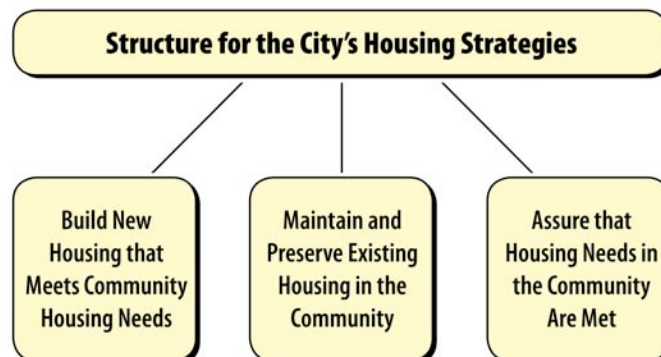 Structure for the City's Housing Strategies
Build New
Housing that
Meets Community
Housing Needs
Maintain and
Preserve Existing
Housing in the
Community
Assure that
Housing Needs in
the Community
Are Met